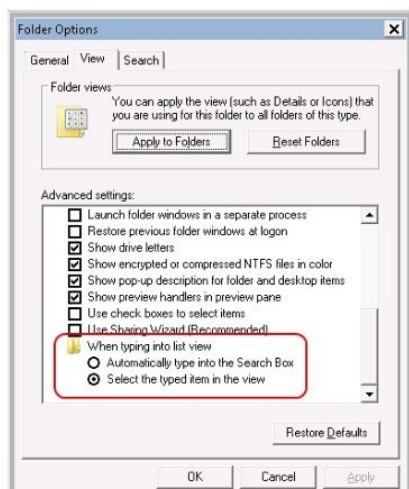 Folder Options
General View Search
Folder views
You can apply the view (such as Details or Icons) that
you are using for this folder to all folders of this type.
Apply to Folders Reset Folders
Advanced settings:
Launch folder windows in a separate process
Restore previous folder windows at logon
Show drive letters
Show encrypted or compressed NTFS files in color
Show pop-up description for folder and desktop items
Show preview handlers in preview pane
Use check boxes to select items
Use Sharing Wizard (Recommended)
When typing into list view
Automatically type into the Search Box
Select the typed item in the view
Restore Defaults
OK Cancel Apply